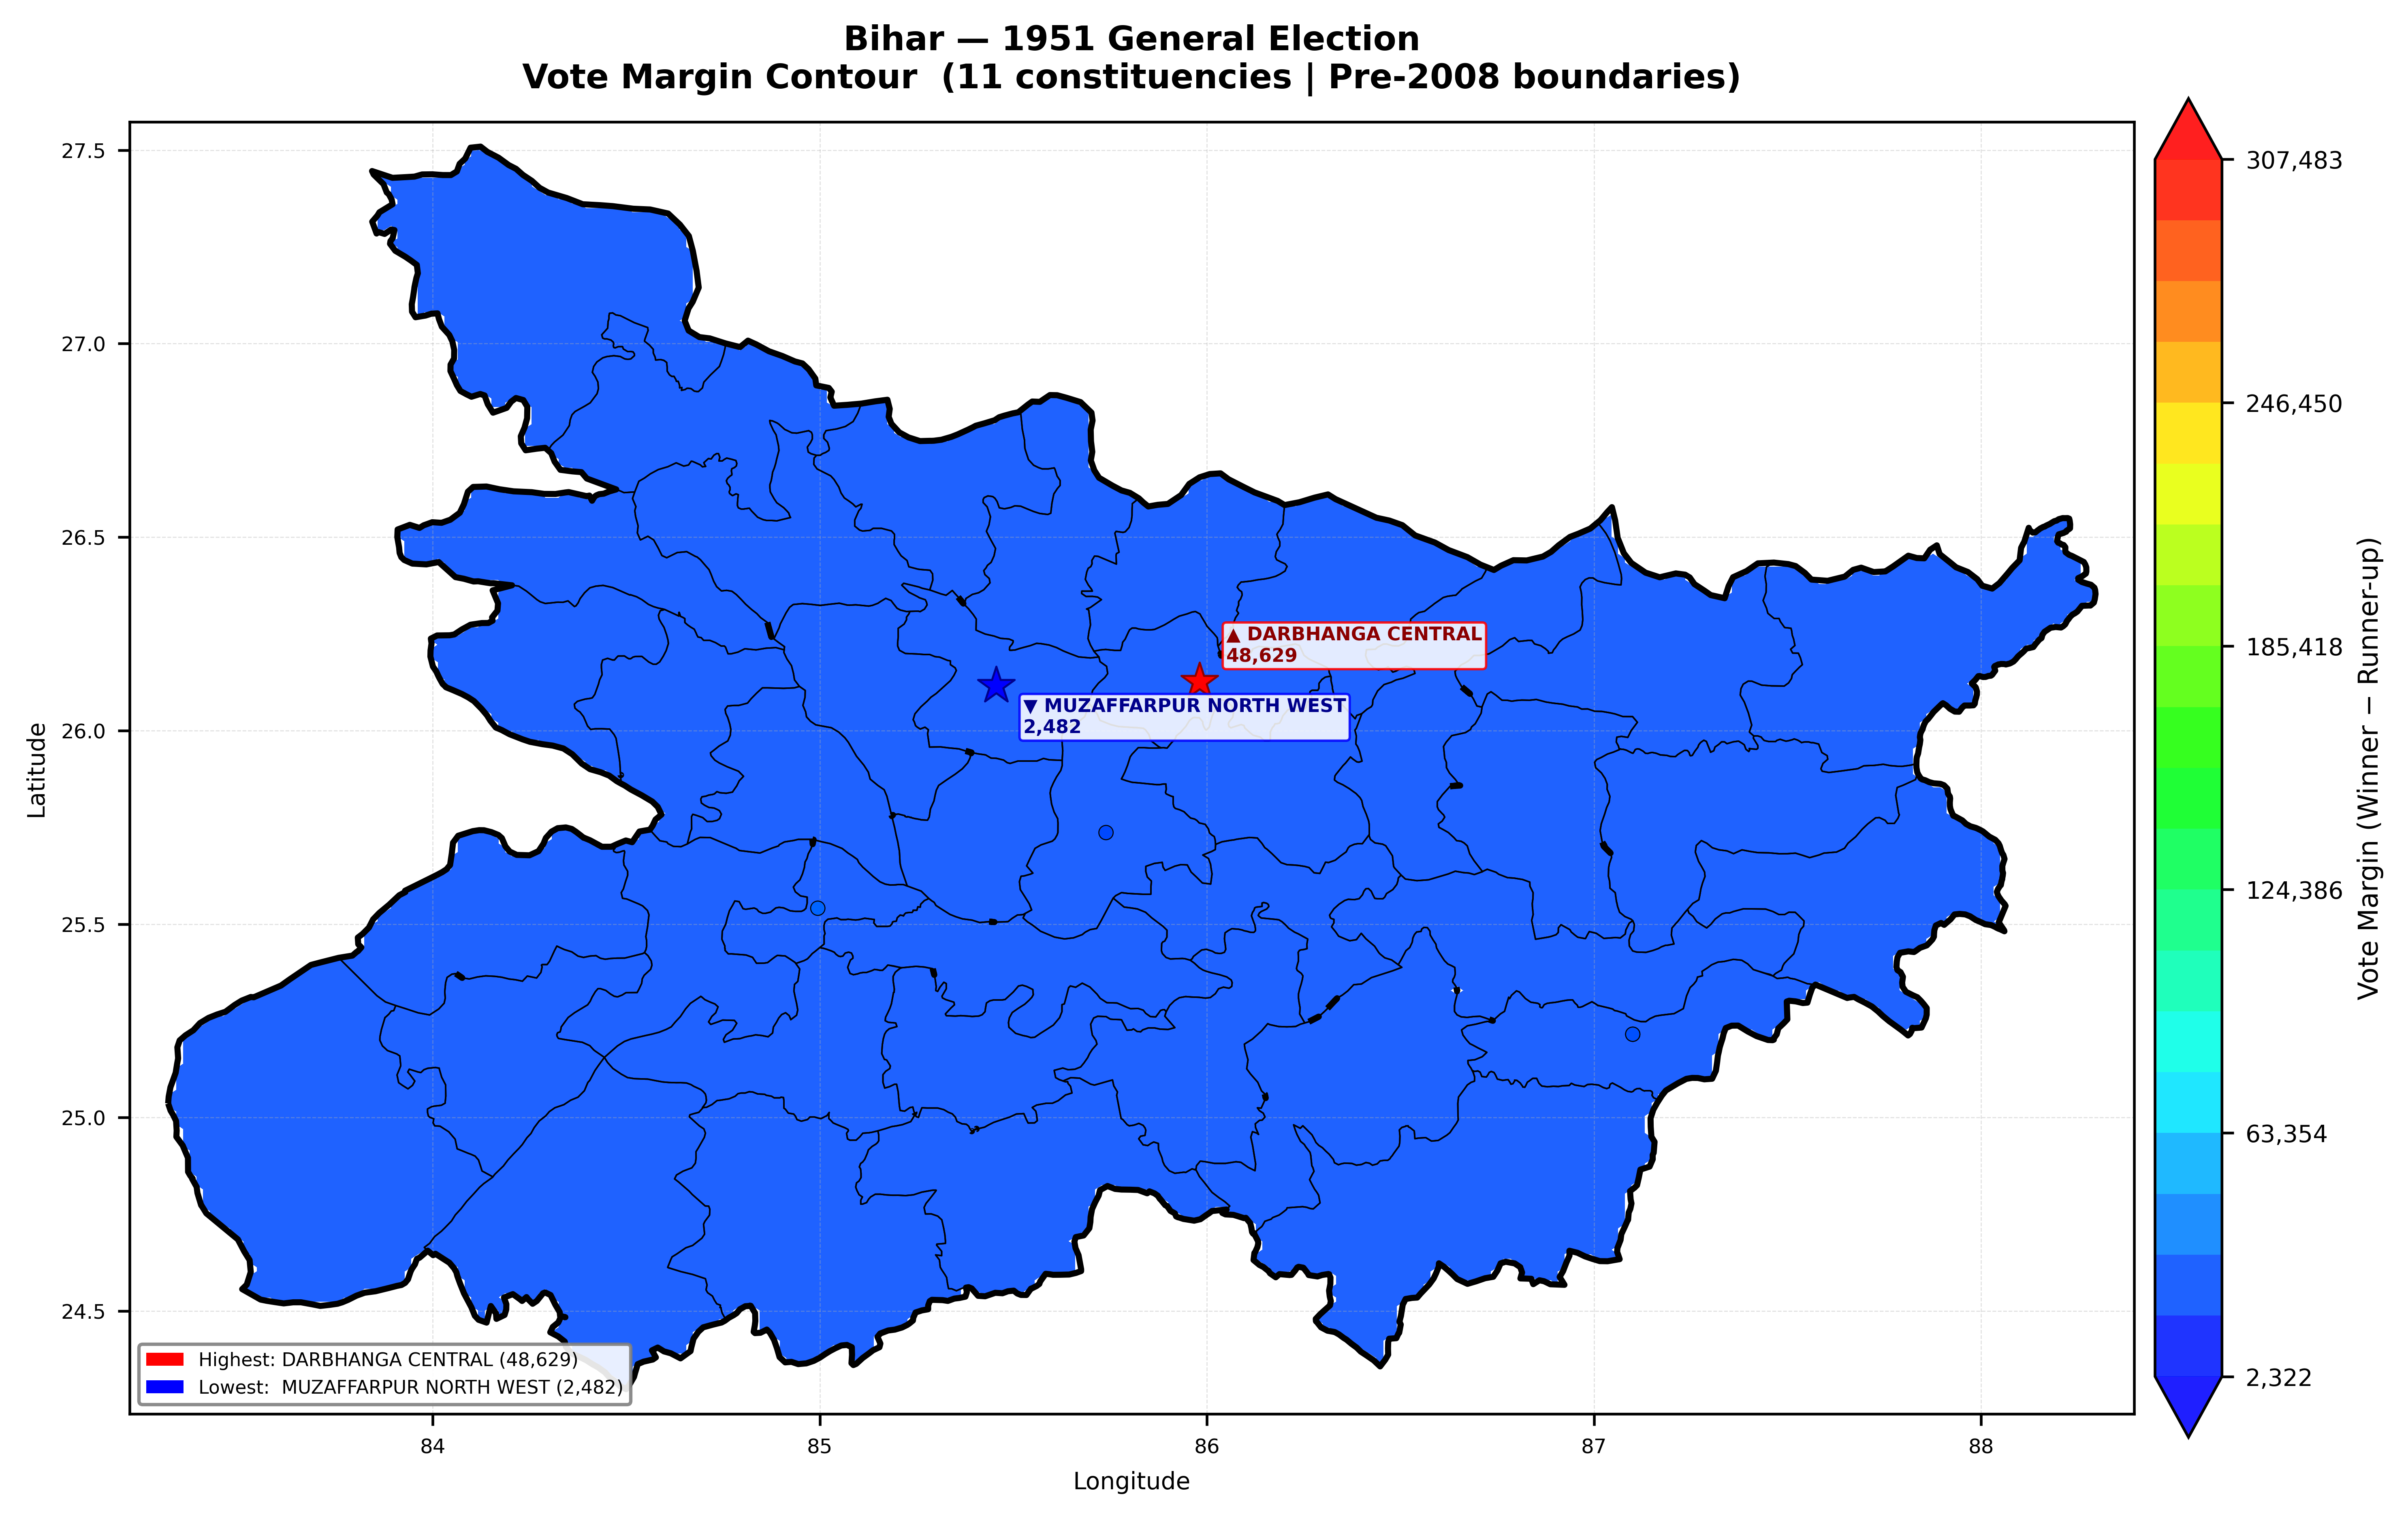 Bihar — 1951 General Election
Vote Margin Contour (11 constituencies | Pre-2008 boundaries)
27.5
27.0
26.5
26.0
25.5
25.0
24.5
Latitude
▲ DARBHANGA CENTRAL
48,629
▼ MUZAFFARPUR NORTH WEST
2,482
Highest: DARBHANGA CENTRAL (48,629)
Lowest: MUZAFFARPUR NORTH WEST (2,482)
84
85
86
87
88
Longitude
307,483
246,450
185,418
124,386
63,354
2,322
Vote Margin (Winner − Runner-up)